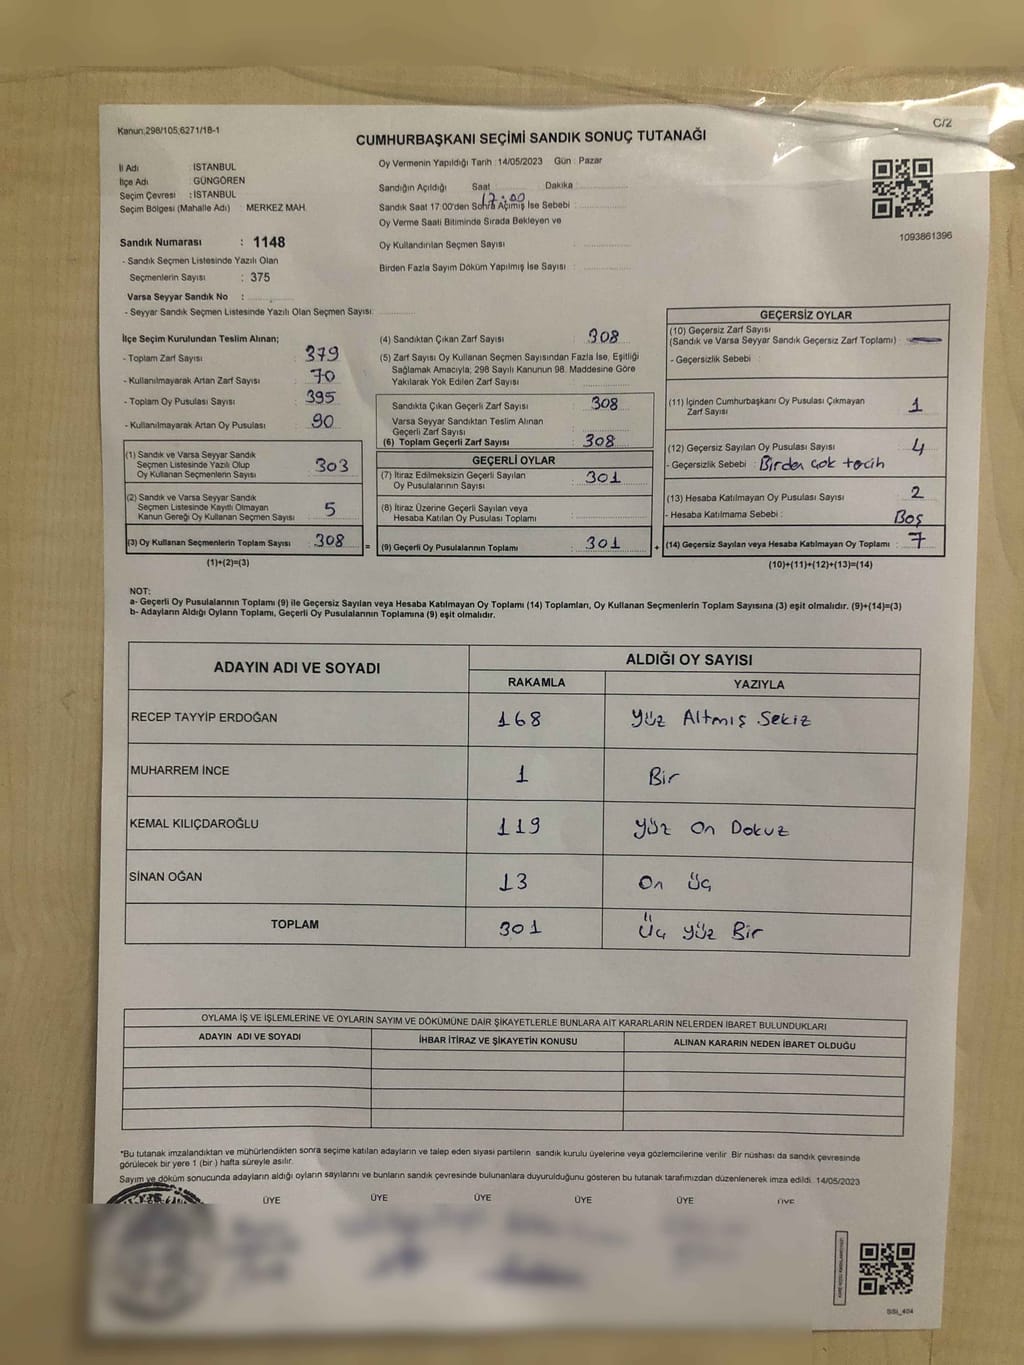 Kanun;298/105;6271/18-1
C/2
CUMHURBAŞKANI SEÇİMİ SANDIK SONUÇ TUTANAĞI
İl Adı : İSTANBUL
İlçe Adı : GÜNGÖREN
Seçim Çevresi : İSTANBUL
Seçim Bölgesi (Mahalle Adı) : MERKEZ MAH.
Sandık Numarası : 1148
- Sandık Seçmen Listesinde Yazılı Olan
Seçmenlerin Sayısı : 375
Varsa Seyyar Sandık No :
- Seyyar Sandık Seçmen Listesinde Yazılı Olan Seçmen Sayısı:
Oy Vermenin Yapıldığı Tarih : 14/05/2023 Gün : Pazar
Sandığın Açıldığı Saat 17:00 Dakika
Sandık Saat 17:00'den Sonra Açılmış İse Sebebi :
Oy Verme Saati Bitiminde Sırada Bekleyen ve
Oy Kullandırılan Seçmen Sayısı :
Birden Fazla Sayım Döküm Yapılmış İse Sayısı :
1093861396
İlçe Seçim Kurulundan Teslim Alınan;
- Toplam Zarf Sayısı : 379
- Kullanılmayarak Artan Zarf Sayısı : 70
- Toplam Oy Pusulası Sayısı : 395
- Kullanılmayarak Artan Oy Pusulası : 90
(1) Sandık ve Varsa Seyyar Sandık
Seçmen Listesinde Yazılı Olup
Oy Kullanan Seçmenlerin Sayısı : 303
(2) Sandık ve Varsa Seyyar Sandık
Seçmen Listesinde Kayıtlı Olmayan
Kanun Gereği Oy Kullanan Seçmen Sayısı : 5
(3) Oy Kullanan Seçmenlerin Toplam Sayısı : 308
(1)+(2)=(3)
(4) Sandıktan Çıkan Zarf Sayısı : 308
(5) Zarf Sayısı Oy Kullanan Seçmen Sayısından Fazla İse, Eşitliği
Sağlamak Amacıyla; 298 Sayılı Kanunun 98. Maddesine Göre
Yakılarak Yok Edilen Zarf Sayısı :
Sandıkta Çıkan Geçerli Zarf Sayısı : 308
Varsa Seyyar Sandıktan Teslim Alınan
Geçerli Zarf Sayısı :
(6) Toplam Geçerli Zarf Sayısı : 308
GEÇERLİ OYLAR
(7) İtiraz Edilmeksizin Geçerli Sayılan
Oy Pusulalarının Sayısı : 301
(8) İtiraz Üzerine Geçerli Sayılan veya
Hesaba Katılan Oy Pusulası Toplamı :
= (9) Geçerli Oy Pusulalarının Toplamı : 301
GEÇERSİZ OYLAR
(10) Geçersiz Zarf Sayısı
(Sandık ve Varsa Seyyar Sandık Geçersiz Zarf Toplamı) :
- Geçersizlik Sebebi :
(11) İçinden Cumhurbaşkanı Oy Pusulası Çıkmayan
Zarf Sayısı : 1
(12) Geçersiz Sayılan Oy Pusulası Sayısı : 4
- Geçersizlik Sebebi : Birden çok tercih
(13) Hesaba Katılmayan Oy Pusulası Sayısı : 2
- Hesaba Katılmama Sebebi : Boş
+ (14) Geçersiz Sayılan veya Hesaba Katılmayan Oy Toplamı : 7
(10)+(11)+(12)+(13)=(14)
NOT:
a- Geçerli Oy Pusulalarının Toplamı (9) ile Geçersiz Sayılan veya Hesaba Katılmayan Oy Toplamı (14) Toplamları, Oy Kullanan Seçmenlerin Toplam Sayısına (3) eşit olmalıdır. (9)+(14)=(3)
b- Adayların Aldığı Oyların Toplamı, Geçerli Oy Pusulalarının Toplamına (9) eşit olmalıdır.
ADAYIN ADI VE SOYADI
ALDIĞI OY SAYISI
RAKAMLA YAZIYLA
RECEP TAYYİP ERDOĞAN 168 Yüz Altmış Sekiz
MUHARREM İNCE 1 Bir
KEMAL KILIÇDAROĞLU 119 Yüz On Dokuz
SİNAN OĞAN 13 On Üç
TOPLAM 301 Üç Yüz Bir
OYLAMA İŞ VE İŞLEMLERİNE VE OYLARIN SAYIM VE DÖKÜMÜNE DAİR ŞİKAYETLERLE BUNLARA AİT KARARLARIN NELERDEN İBARET BULUNDUKLARI
ADAYIN ADI VE SOYADI İHBAR İTİRAZ VE ŞİKAYETİN KONUSU ALINAN KARARIN NEDEN İBARET OLDUĞU
*Bu tutanak imzalandıktan ve mühürlendikten sonra seçime katılan adayların ve talep eden siyasi partilerin sandık kurulu üyelerine veya gözlemcilerine verilir. Bir nüshası da sandık çevresinde
görülecek bir yere 1 (bir) hafta süreyle asılır.
Sayım ve döküm sonucunda adayların aldığı oyların sayılarını ve bunların sandık çevresinde bulunanlara duyurulduğunu gösteren bu tutanak tarafımızdan düzenlenerek imza edildi. 14/05/2023
ÜYE ÜYE ÜYE ÜYE ÜYE ÜYE
SSI_404